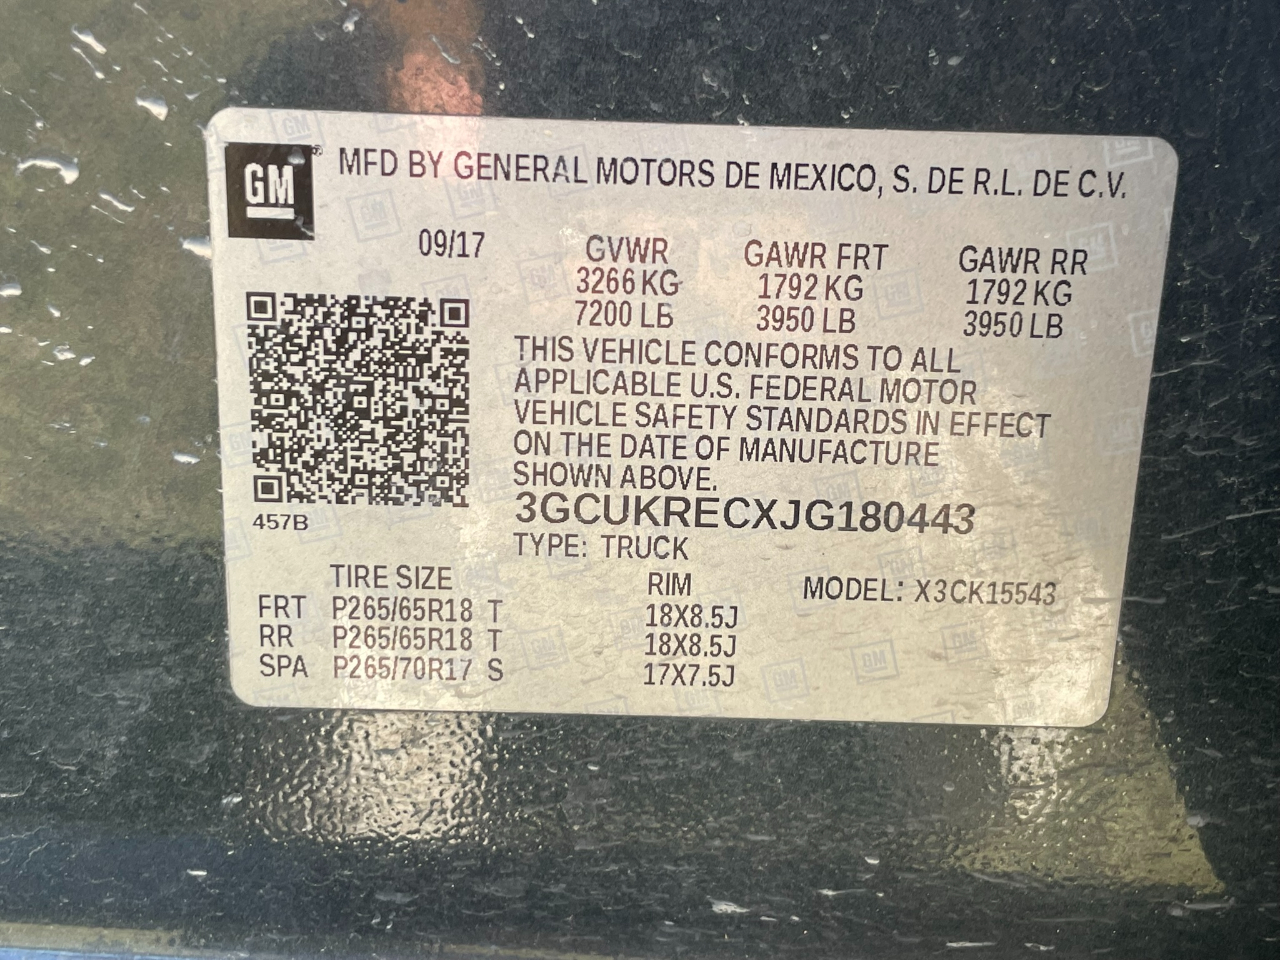 GM® MFD BY GENERAL MOTORS DE MEXICO, S. DE R.L. DE C.V.
09/17 GVWR GAWR FRT GAWR RR
3266 KG 1792 KG 1792 KG
7200 LB 3950 LB 3950 LB
THIS VEHICLE CONFORMS TO ALL
APPLICABLE U.S. FEDERAL MOTOR
VEHICLE SAFETY STANDARDS IN EFFECT
ON THE DATE OF MANUFACTURE
SHOWN ABOVE.
3GCUKRECXJG180443
457B
TYPE: TRUCK
TIRE SIZE RIM MODEL: X3CK15543
FRT P265/65R18 T 18X8.5J
RR P265/65R18 T 18X8.5J
SPA P265/70R17 S 17X7.5J